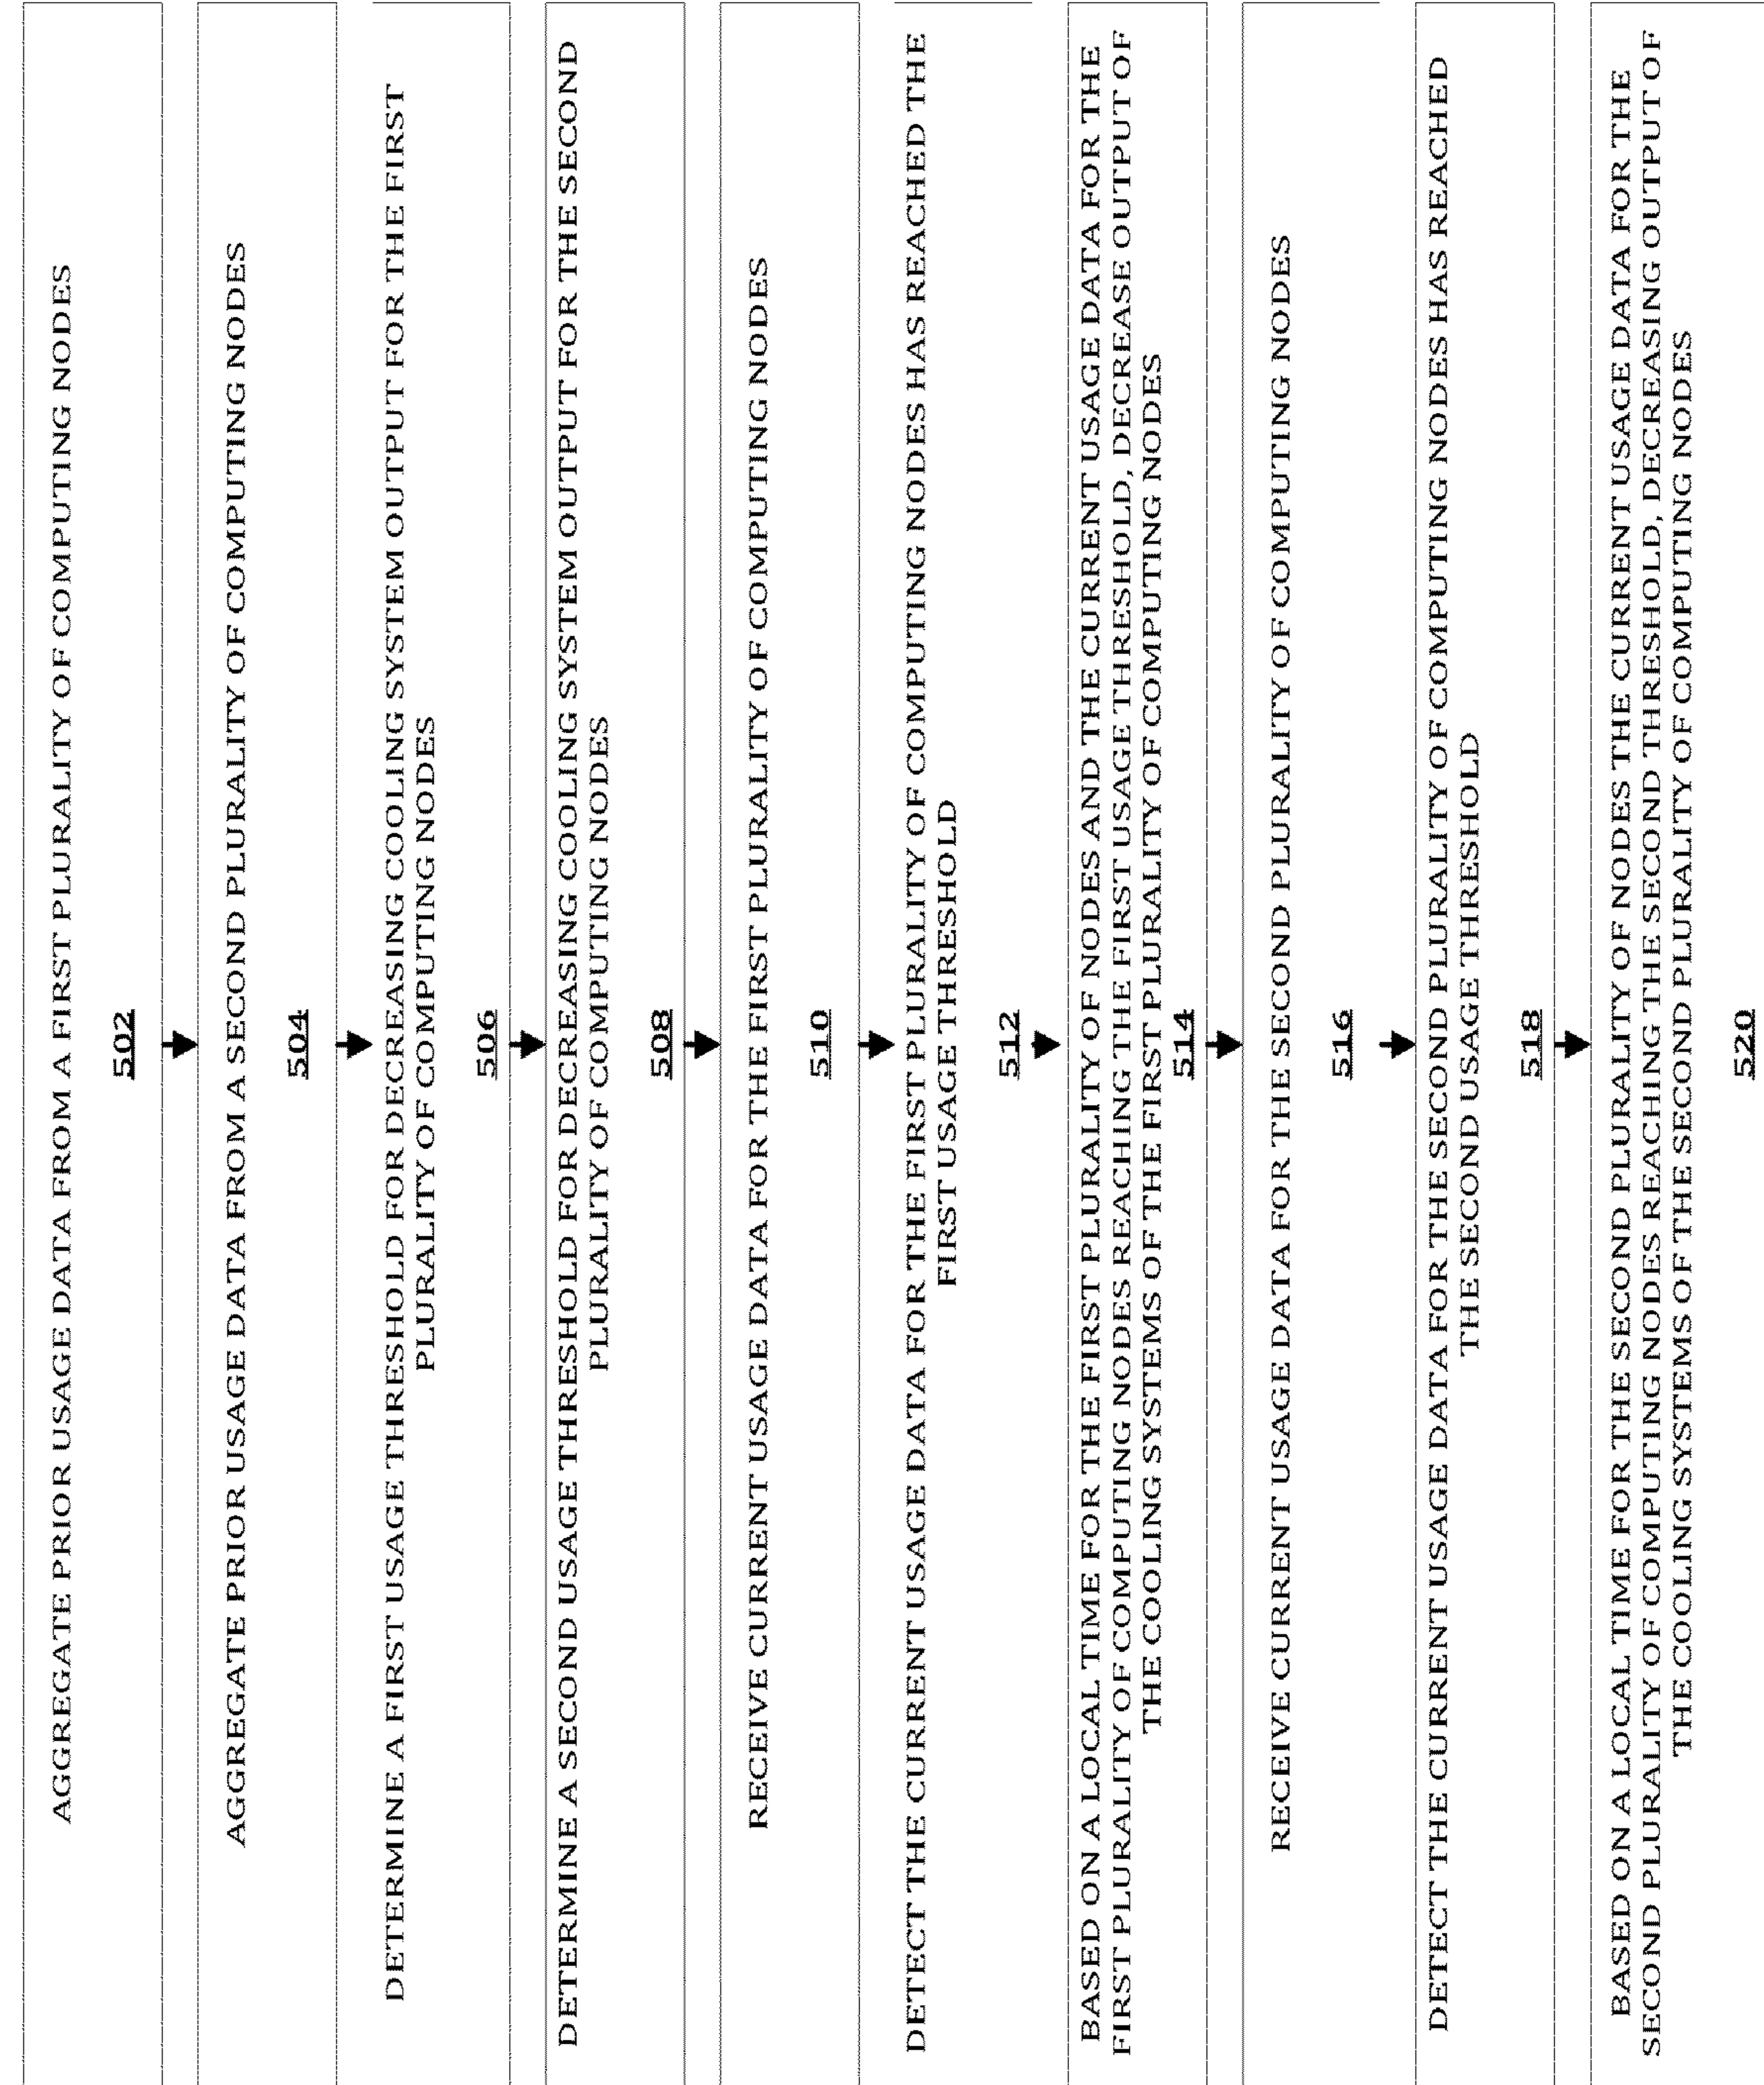 AGGREGATE PRIOR USAGE DATA FROM A FIRST PLURALITY OF COMPUTING NODES
502
AGGREGATE PRIOR USAGE DATA FROM A SECOND PLURALITY OF COMPUTING NODES
504
DETERMINE A FIRST USAGE THRESHOLD FOR DECREASING COOLING SYSTEM OUTPUT FOR THE FIRST
PLURALITY OF COMPUTING NODES
506
DETERMINE A SECOND USAGE THRESHOLD FOR DECREASING COOLING SYSTEM OUTPUT FOR THE SECOND
PLURALITY OF COMPUTING NODES
508
RECEIVE CURRENT USAGE DATA FOR THE FIRST PLURALITY OF COMPUTING NODES
510
DETECT THE CURRENT USAGE DATA FOR THE FIRST PLURALITY OF COMPUTING NODES HAS REACHED THE
FIRST USAGE THRESHOLD
512
BASED ON A LOCAL TIME FOR THE FIRST PLURALITY OF NODES AND THE CURRENT USAGE DATA FOR THE
FIRST PLURALITY OF COMPUTING NODES REACHING THE FIRST USAGE THRESHOLD, DECREASE OUTPUT OF
THE COOLING SYSTEMS OF THE FIRST PLURALITY OF COMPUTING NODES
514
RECEIVE CURRENT USAGE DATA FOR THE SECOND PLURALITY OF COMPUTING NODES
516
DETECT THE CURRENT USAGE DATA FOR THE SECOND PLURALITY OF COMPUTING NODES HAS REACHED
THE SECOND USAGE THRESHOLD
518
BASED ON A LOCAL TIME FOR THE SECOND PLURALITY OF NODES THE CURRENT USAGE DATA FOR THE
SECOND PLURALITY OF COMPUTING NODES REACHING THE SECOND THRESHOLD, DECREASING OUTPUT OF
THE COOLING SYSTEMS OF THE SECOND PLURALITY OF COMPUTING NODES
520